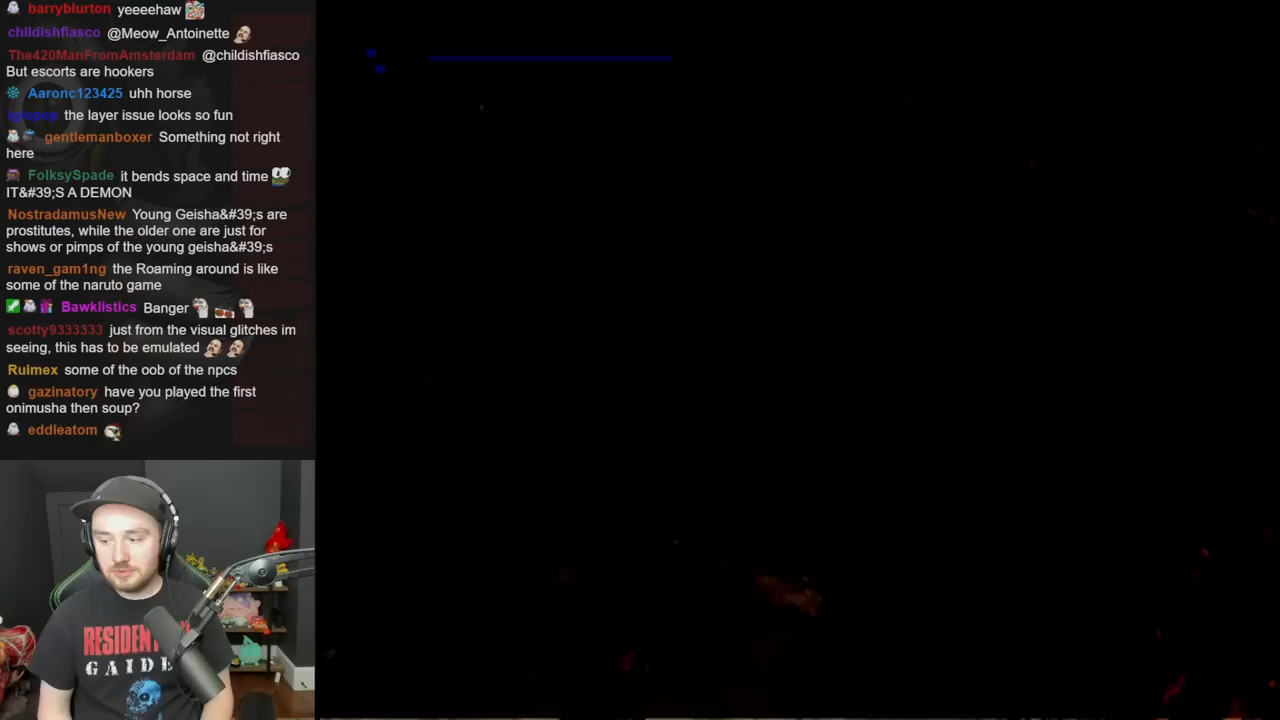 barryblurton yeeeehaw
childishfiasco @Meow_Antoinette
The420ManFromAmsterdam @childishfiasco
But escorts are hookers
Aaronc123425 uhh horse
the layer issue looks so fun
gentlemanboxer Something not right
here
FolksySpade it bends space and time
IT&#39;S A DEMON
NostradamusNew Young Geisha&#39;s are
prostitutes, while the older one are just for
shows or pimps of the young geisha&#39;s
raven_gam1ng the Roaming around is like
some of the naruto game
Bawklistics Banger
scotty9333333 just from the visual glitches im
seeing, this has to be emulated
Rulmex some of the oob of the npcs
gazinatory have you played the first
onimusha then soup?
eddieatom
RESIDENT
GAIDE